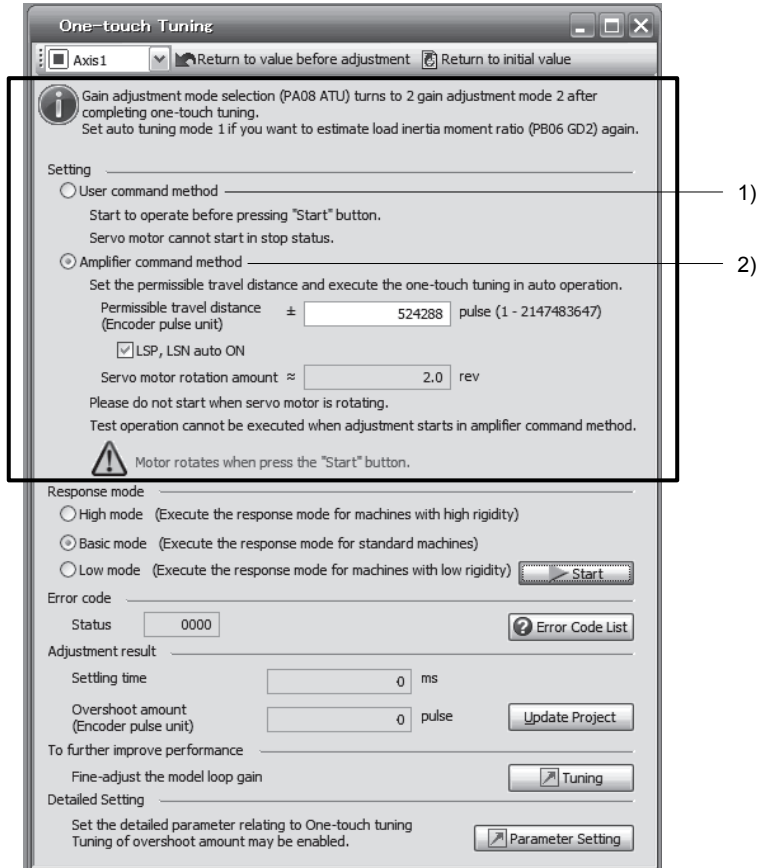 One-touch Tuning
Axis1 Return to value before adjustment Return to initial value
Gain adjustment mode selection (PA08 ATU) turns to 2 gain adjustment mode 2 after
completing one-touch tuning.
Set auto tuning mode 1 if you want to estimate load inertia moment ratio (PB06 GD2) again.
Setting
User command method 1)
Start to operate before pressing "Start" button.
Servo motor cannot start in stop status.
Amplifier command method 2)
Set the permissible travel distance and execute the one-touch tuning in auto operation.
Permissible travel distance
(Encoder pulse unit) ± 524288 pulse (1 - 2147483647)
LSP, LSN auto ON
Servo motor rotation amount ≈ 2.0 rev
Please do not start when servo motor is rotating.
Test operation cannot be executed when adjustment starts in amplifier command method.
Motor rotates when press the "Start" button.
Response mode
High mode (Execute the response mode for machines with high rigidity)
Basic mode (Execute the response mode for standard machines)
Low mode (Execute the response mode for machines with low rigidity) Start
Error code
Status 0000 Error Code List
Adjustment result
Settling time 0 ms
Overshoot amount
(Encoder pulse unit) 0 pulse Update Project
To further improve performance
Fine-adjust the model loop gain Tuning
Detailed Setting
Set the detailed parameter relating to One-touch tuning
Tuning of overshoot amount may be enabled. Parameter Setting